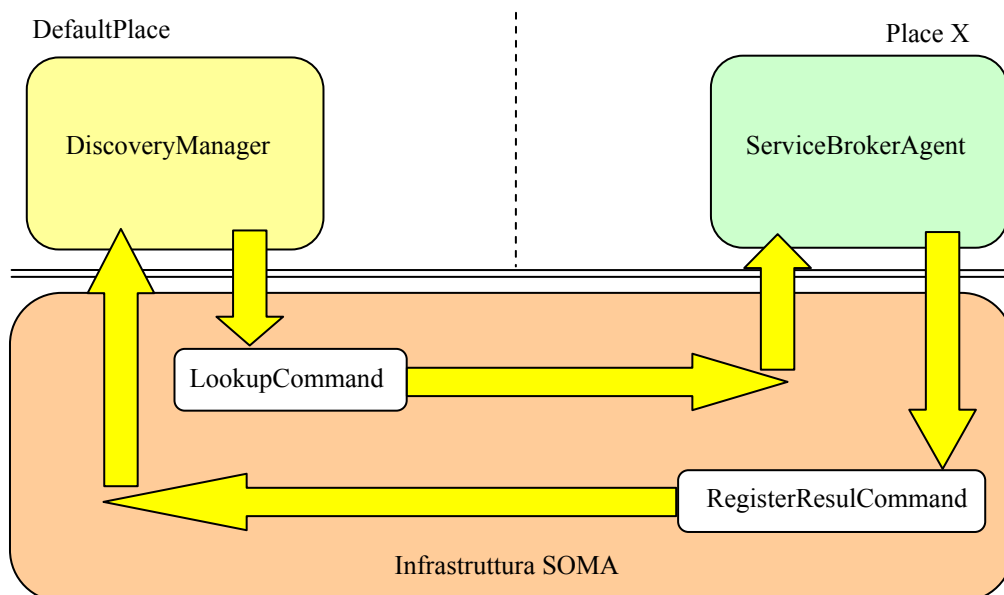 DefaultPlace
Place X
DiscoveryManager
ServiceBrokerAgent
LookupCommand
RegisterResulCommand
Infrastruttura SOMA